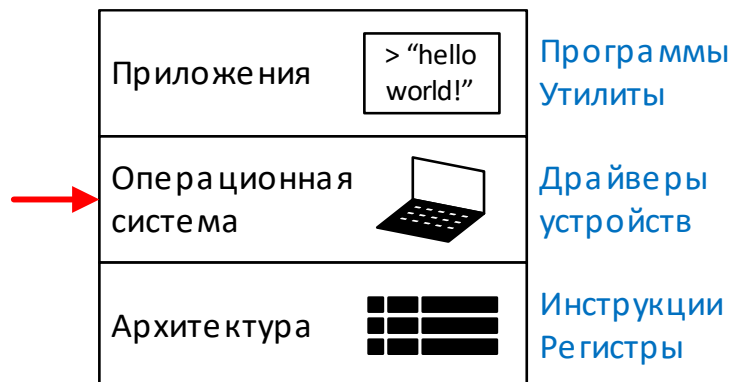 Приложения
> “hello
world!”
Программы
Утилиты
Операционная
система
Драйверы
устройств
Архитектура
Инструкции
Регистры